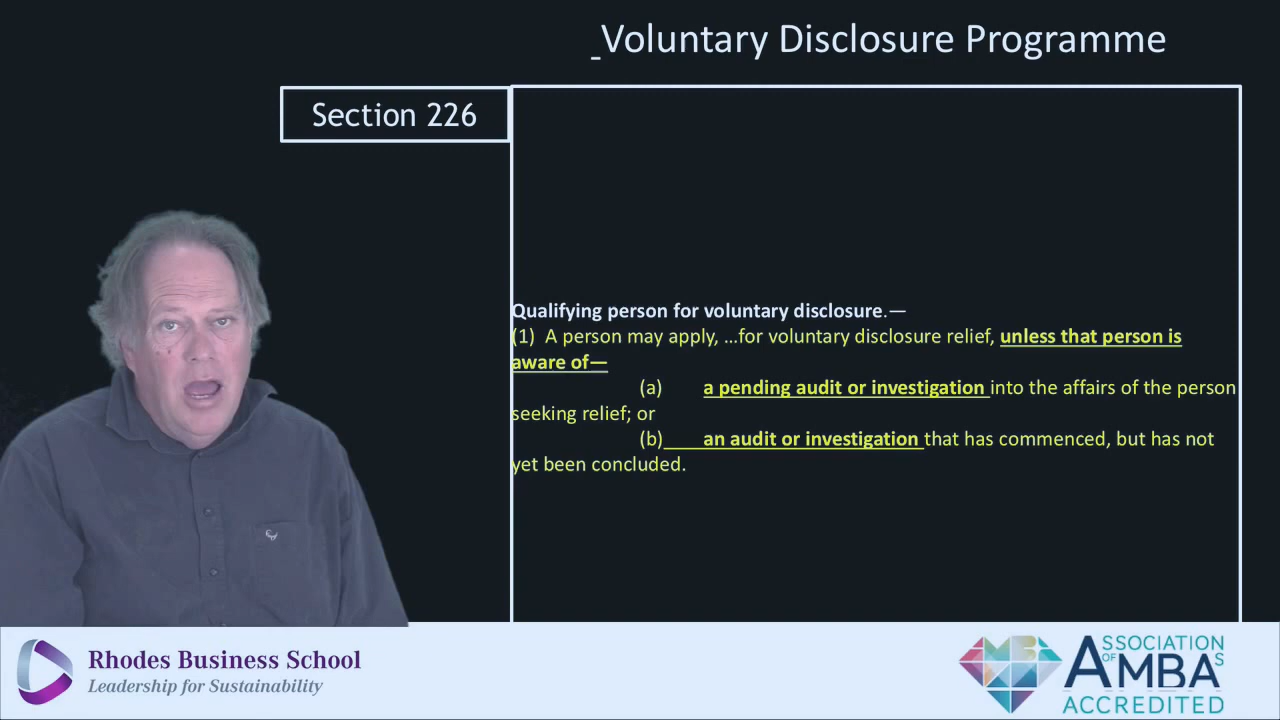 Voluntary Disclosure Programme
Section 226
Qualifying person for voluntary disclosure.—
(1) A person may apply, ...for voluntary disclosure relief, unless that person is
aware of—
(a) a pending audit or investigation into the affairs of the person
seeking relief; or
(b) an audit or investigation that has commenced, but has not
yet been concluded.
Rhodes Business School
Leadership for Sustainability
ASSOCIATION
OF
AMBAS
ACCREDITED